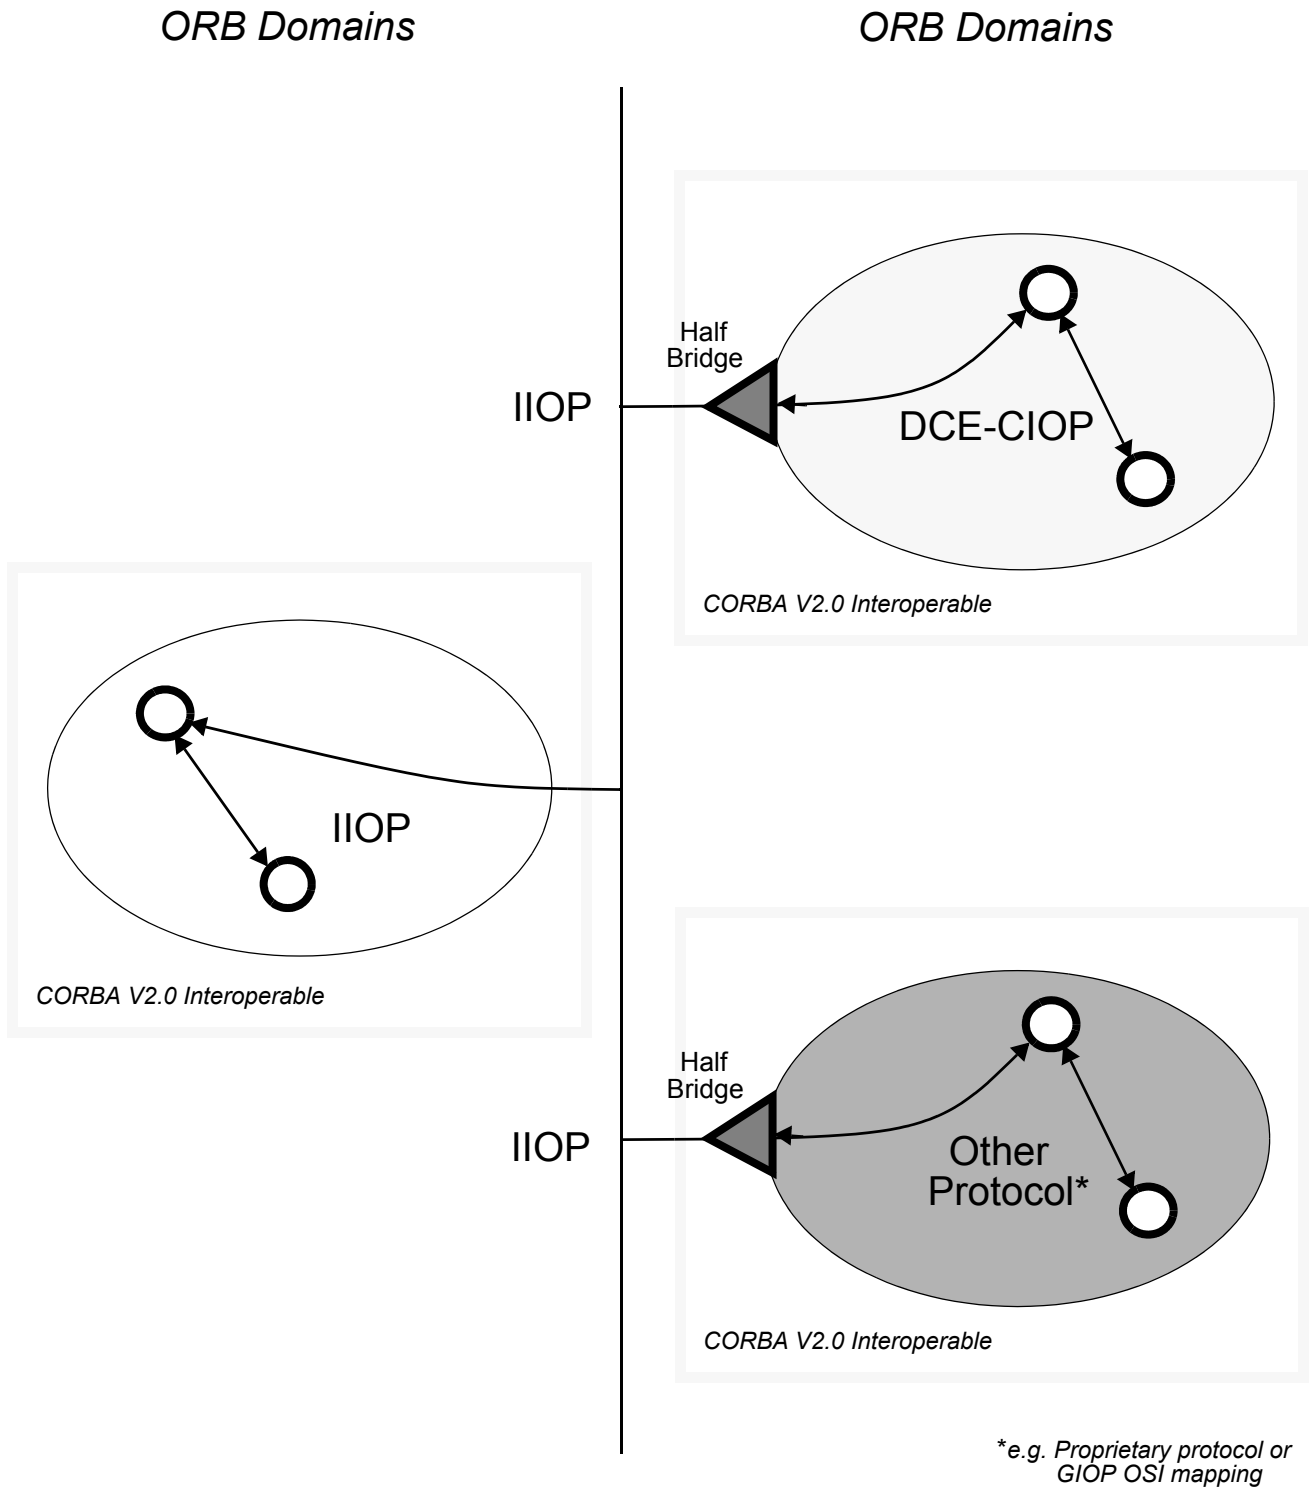 ORB Domains
ORB Domains
Half
Bridge
IIOP
DCE-CIOP
CORBA V2.0 Interoperable
IIOP
CORBA V2.0 Interoperable
Half
Bridge
IIOP
Other
Protocol*
CORBA V2.0 Interoperable
*e.g. Proprietary protocol or
GIOP OSI mapping